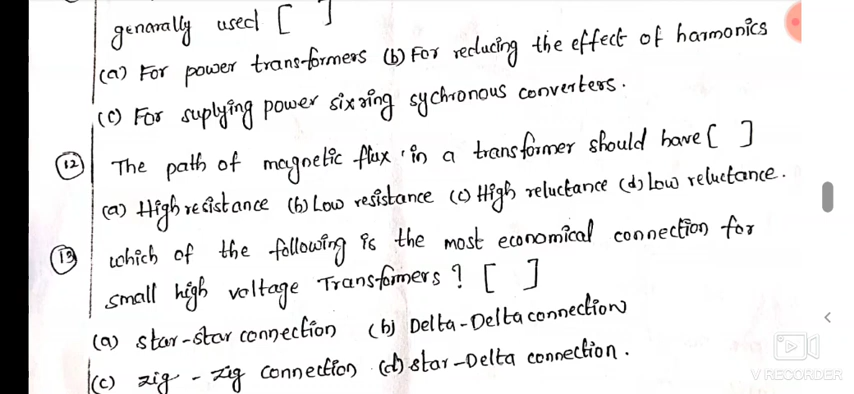 generally used [ ]
(a) For power trans-formers (b) For reducing the effect of harmonics
(c) For suplying power six ring sychronous converters.
(12) The path of magnetic flux in a transformer should have [ ]
(a) High resistance (b) Low resistance (c) High reluctance (d) Low reluctance.
(13) which of the following is the most economical connection for
small high voltage Transformers? [ ]
(a) star-star connection (b) Delta-Delta connection
(c) zig-zig connection (d) star-Delta connection.
V RECORDER